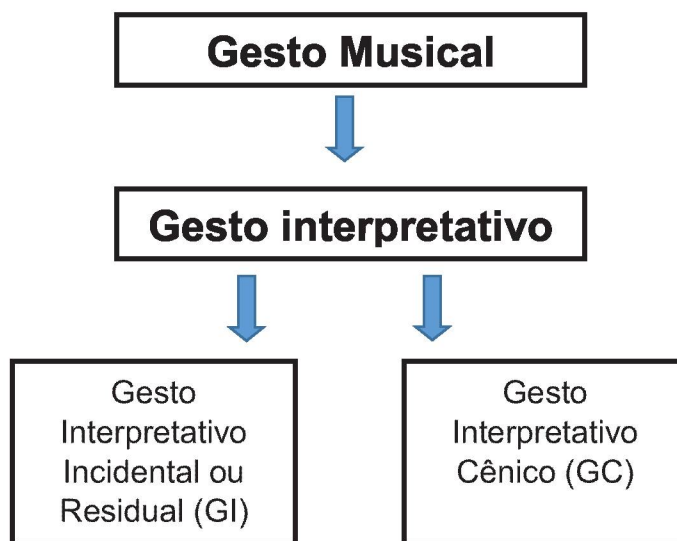 Gesto Musical
Gesto interpretativo
Gesto
Interpretativo
Incidental ou
Residual (GI)
Gesto
Interpretativo
Cênico (GC)